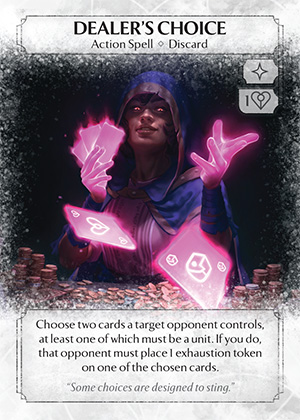 DEALER'S CHOICE
Action Spell ◇ Discard
1
Choose two cards a target opponent controls,
at least one of which must be a unit. If you do,
that opponent must place 1 exhaustion token
on one of the chosen cards.
“Some choices are designed to sting.”